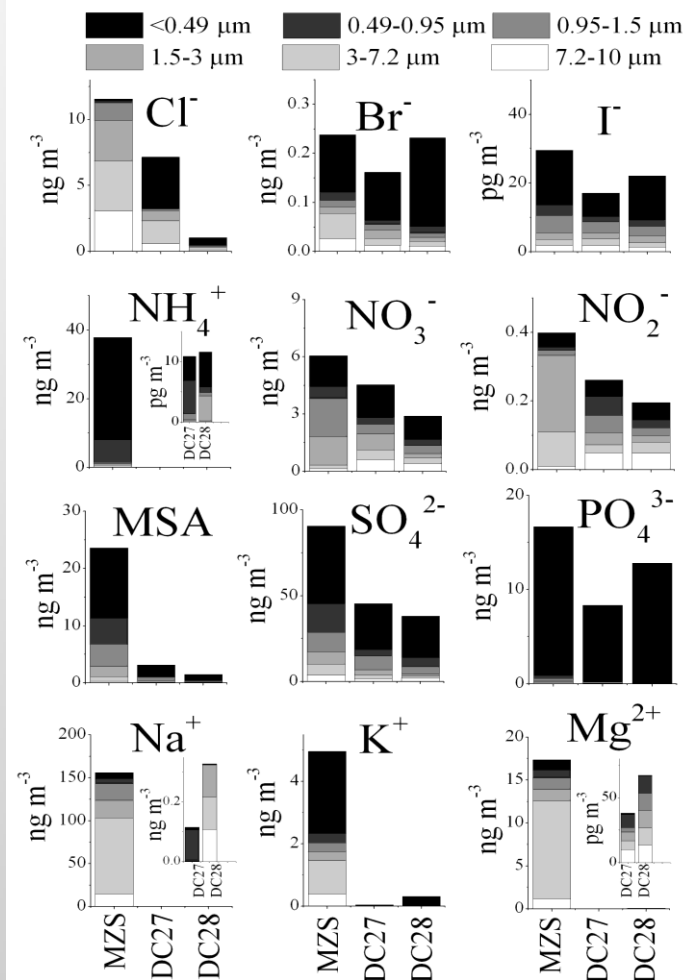 <0.49 μm 0.49-0.95 μm 0.95-1.5 μm
1.5-3 μm 3-7.2 μm 7.2-10 μm
Cl⁻
ng m⁻³
10
5
0
Br⁻
ng m⁻³
0.3
0.2
0.1
0.0
I⁻
pg m⁻³
40
20
0
NH₄⁺
ng m⁻³
40
20
0
pg m⁻³
10
0
DC27
DC28
NO₃⁻
ng m⁻³
9
6
3
0
NO₂⁻
ng m⁻³
0.4
0.2
0.0
MSA
ng m⁻³
30
20
10
0
SO₄²⁻
ng m⁻³
100
50
0
PO₄³⁻
ng m⁻³
20
10
0
Na⁺
ng m⁻³
200
150
100
50
0
ng m⁻³
0.2
0.0
DC27
DC28
K⁺
ng m⁻³
4
2
0
Mg²⁺
ng m⁻³
20
15
10
5
0
pg m⁻³
50
0
DC27
DC28
MZS DC27 DC28 MZS DC27 DC28 MZS DC27 DC28